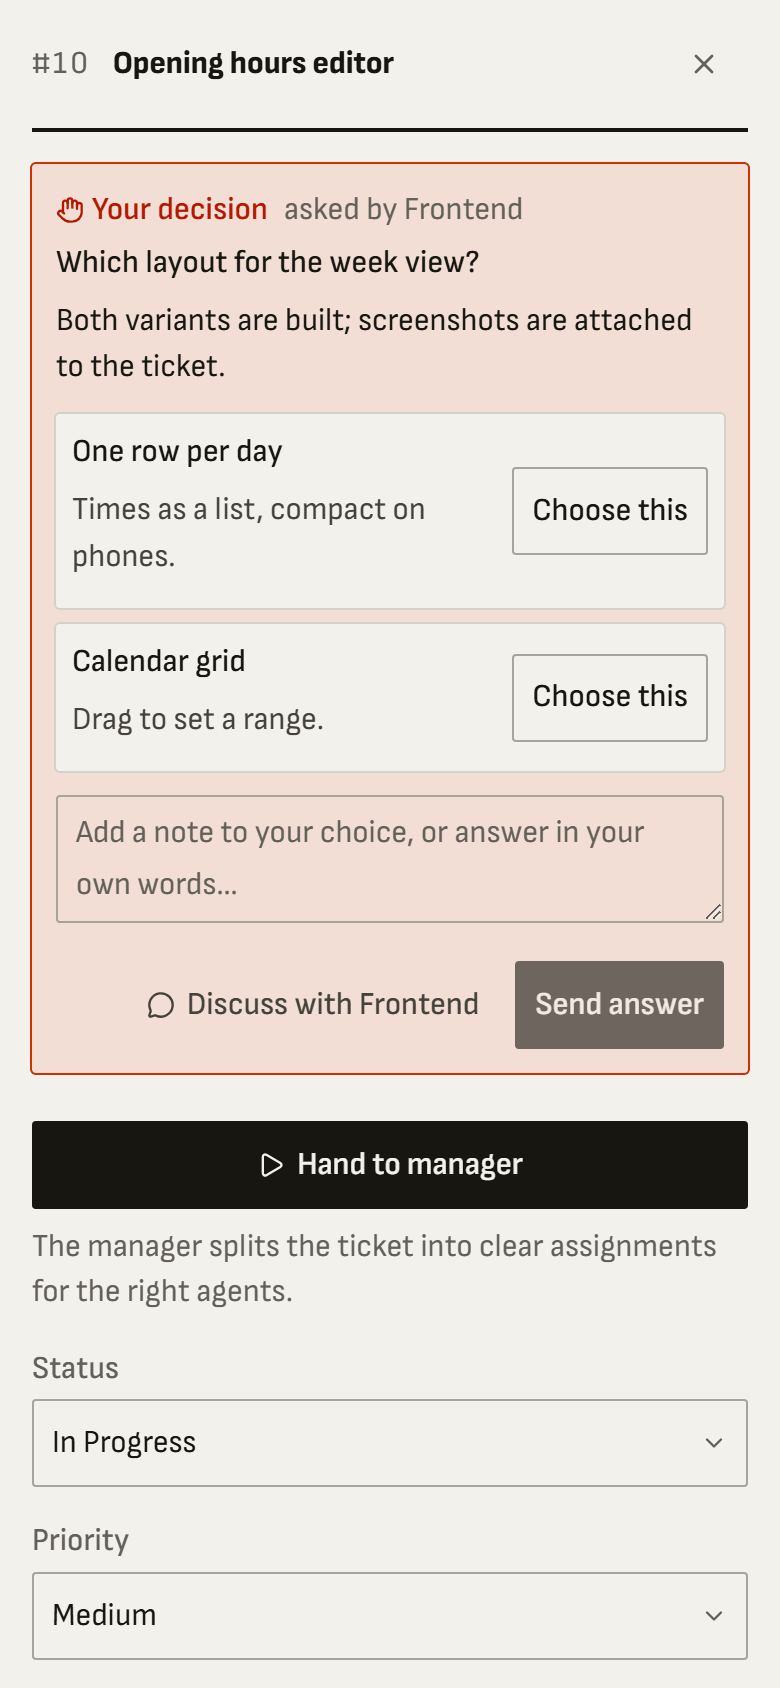 #10 Opening hours editor
Your decision asked by Frontend
Which layout for the week view?
Both variants are built; screenshots are attached
to the ticket.
One row per day
Times as a list, compact on
phones.
Choose this
Calendar grid
Drag to set a range.
Choose this
Add a note to your choice, or answer in your
own words...
Discuss with Frontend
Send answer
Hand to manager
The manager splits the ticket into clear assignments
for the right agents.
Status
In Progress
Priority
Medium